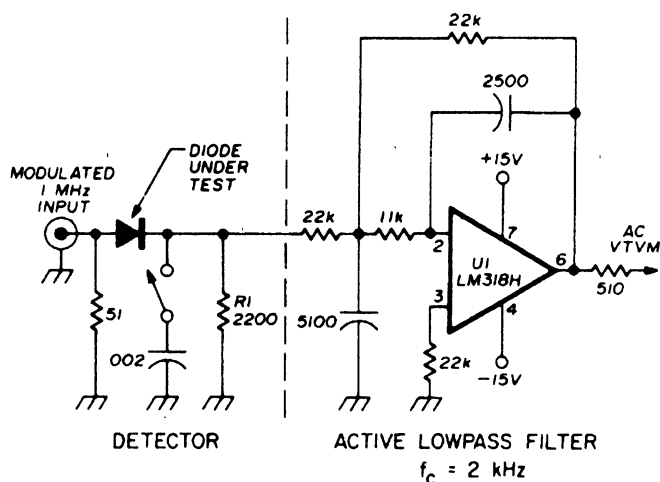 22k
2500
DIODE
UNDER
TEST
MODULATED
1 MHz
INPUT
+15V
22k
11k
7
2
U1
LM318H
6
AC
VTVM
510
3
4
51
002
R1
2200
5100
22k
-15V
DETECTOR
ACTIVE LOWPASS FILTER
fc = 2 kHz